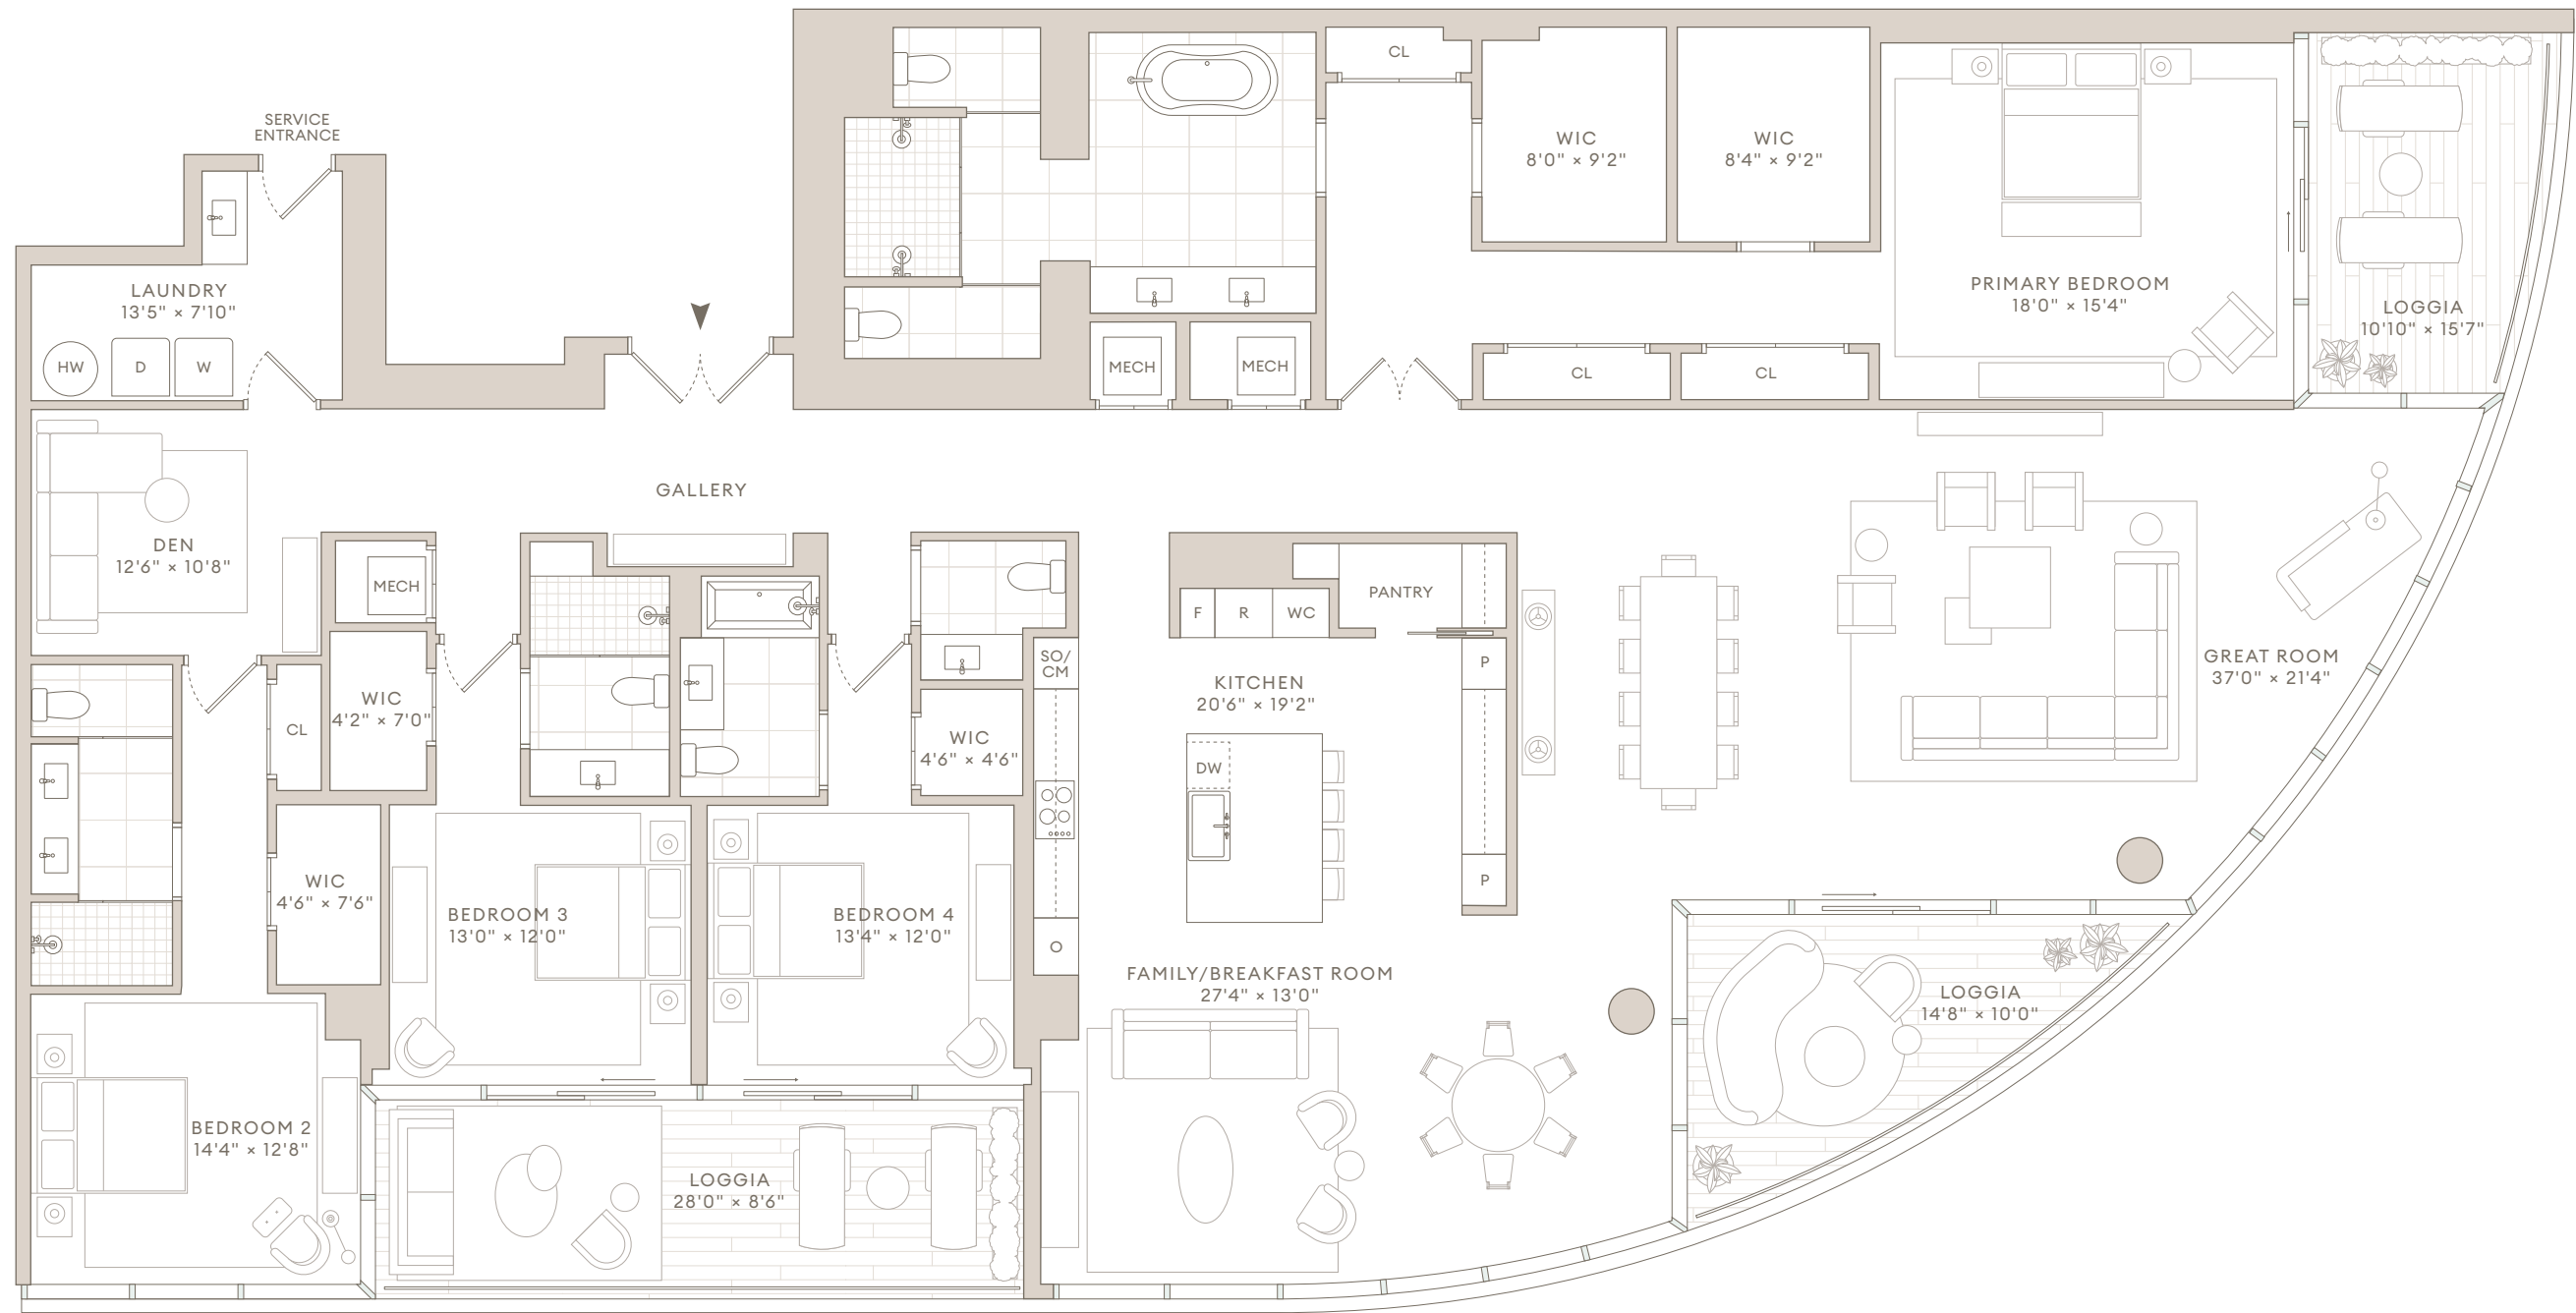 SERVICE
ENTRANCE
CL
WIC
8'0" × 9'2"
WIC
8'4" × 9'2"
PRIMARY BEDROOM
18'0" × 15'4"
LOGGIA
10'10" × 15'7"
LAUNDRY
13'5" × 7'10"
HW
D
W
MECH
MECH
CL
CL
GALLERY
DEN
12'6" × 10'8"
MECH
WIC
4'2" × 7'0"
CL
WIC
4'6" × 7'6"
WIC
4'6" × 4'6"
SO/
CM
F
R
WC
PANTRY
P
KITCHEN
20'6" × 19'2"
DW
P
O
GREAT ROOM
37'0" × 21'4"
BEDROOM 3
13'0" × 12'0"
BEDROOM 4
13'4" × 12'0"
FAMILY/BREAKFAST ROOM
27'4" × 13'0"
LOGGIA
14'8" × 10'0"
BEDROOM 2
14'4" × 12'8"
LOGGIA
28'0" × 8'6"